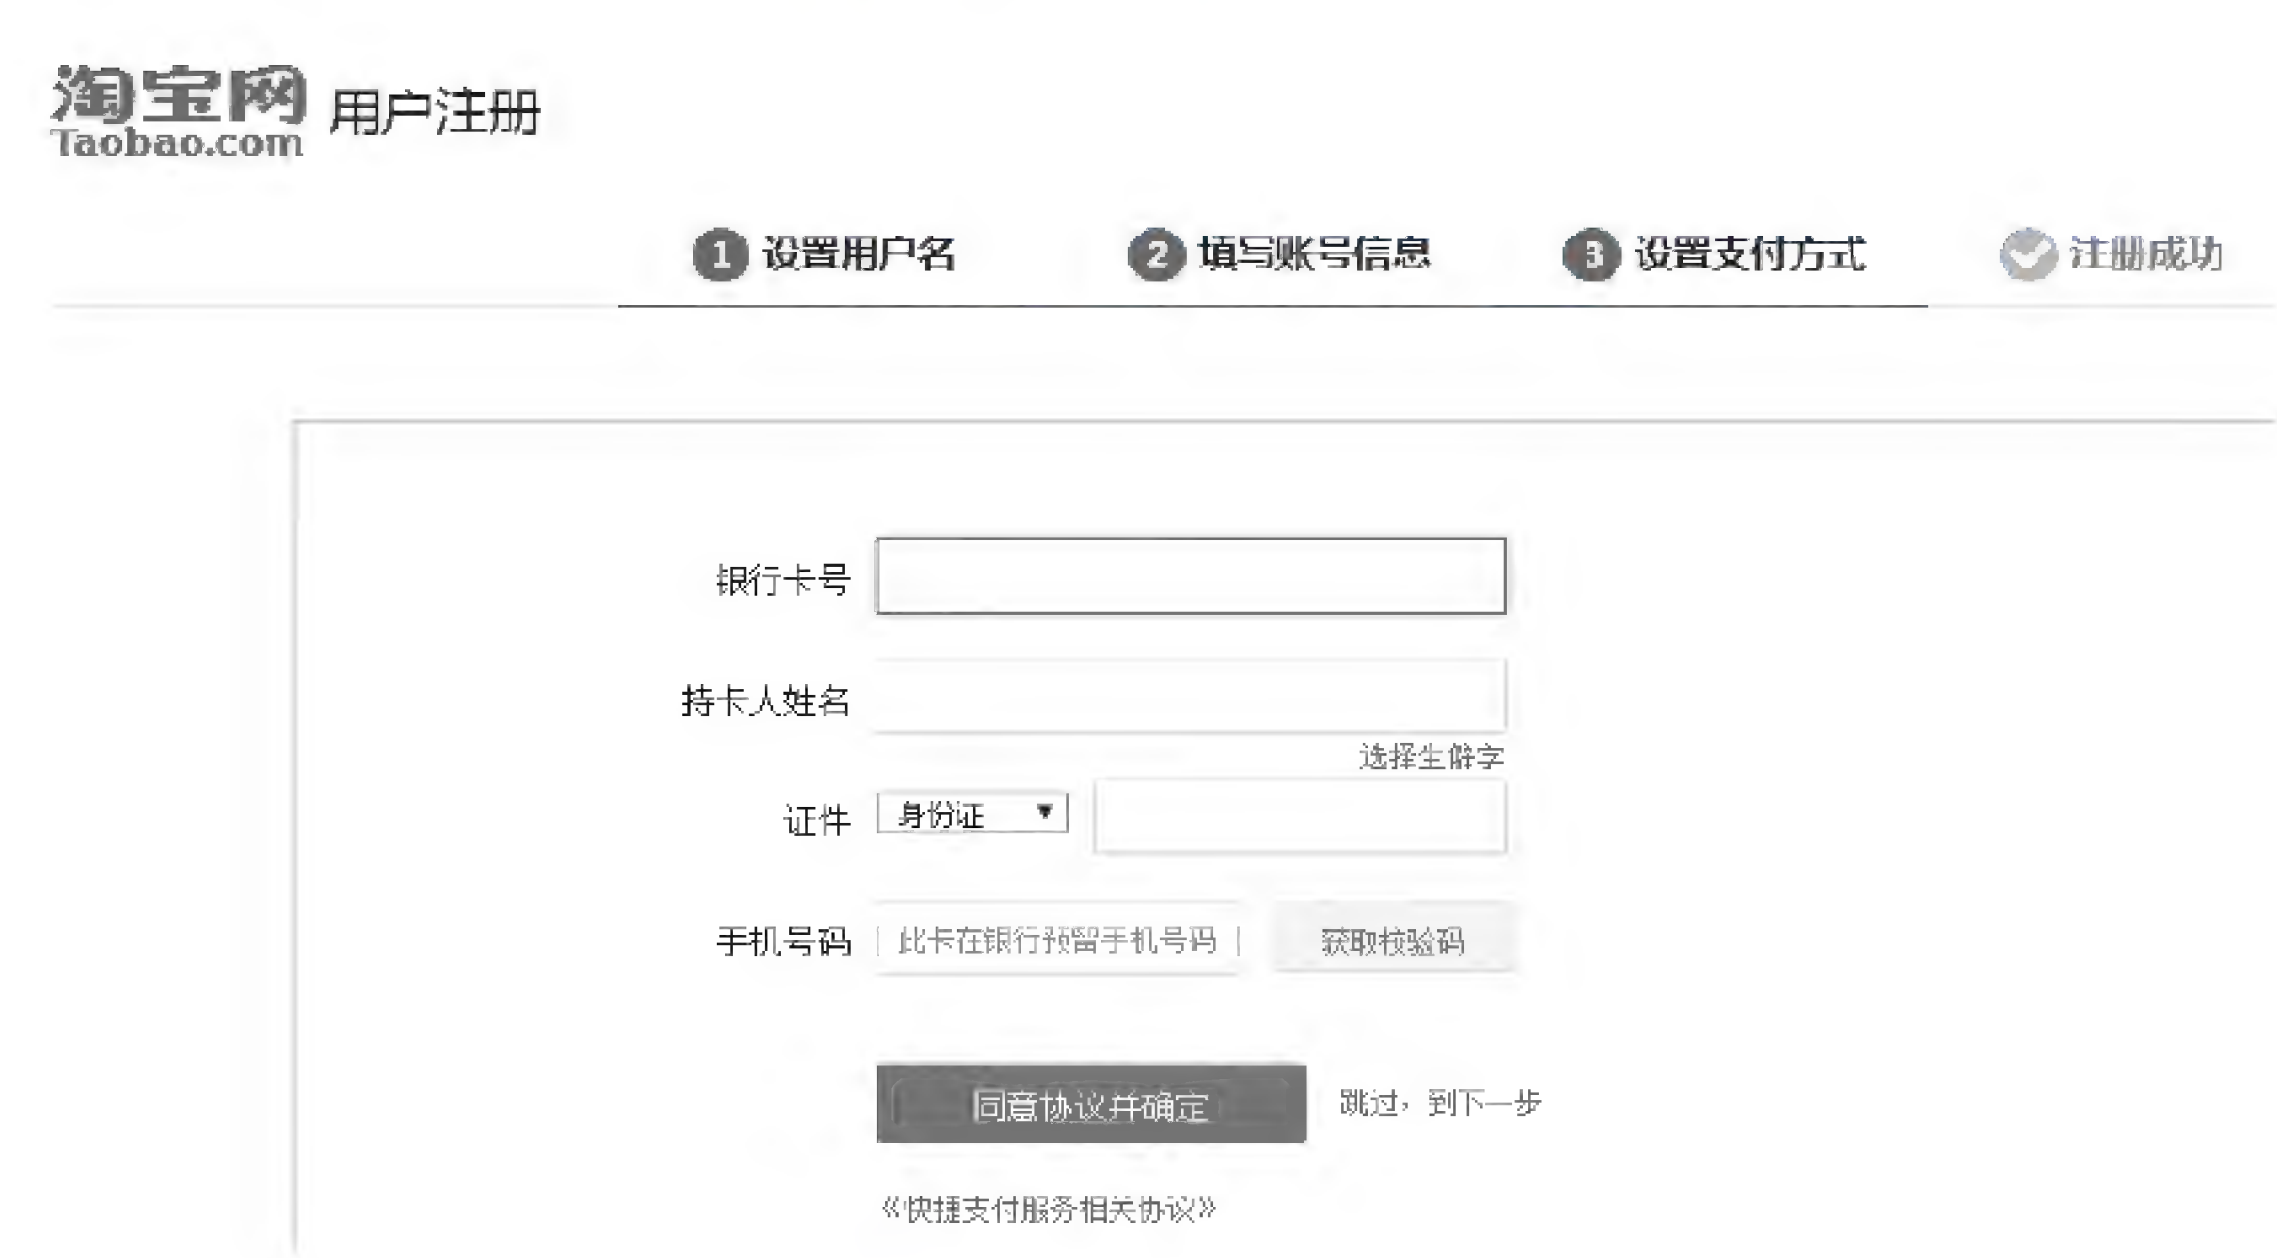 淘宝网 用户注册
Taobao.com
1 设置用户名 2 填写账号信息 3 设置支付方式 注册成功
银行卡号
持卡人姓名
选择生僻字
证件 身份证
手机号码 此卡在银行预留手机号码 获取校验码
同意协议并确定 跳过，到下一步
《快捷支付服务相关协议》